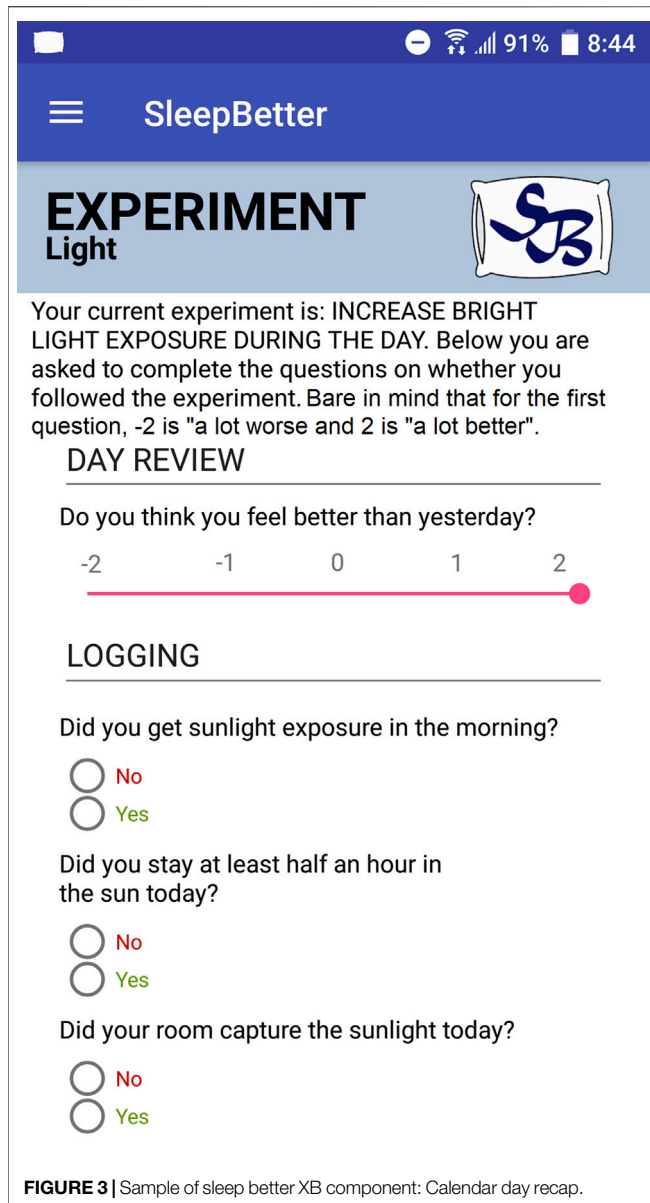 91% 8:44
SleepBetter
EXPERIMENT
Light
SB
Your current experiment is: INCREASE BRIGHT
LIGHT EXPOSURE DURING THE DAY. Below you are
asked to complete the questions on whether you
followed the experiment. Bare in mind that for the first
question, -2 is "a lot worse and 2 is "a lot better".
DAY REVIEW
Do you think you feel better than yesterday?
-2 -1 0 1 2
LOGGING
Did you get sunlight exposure in the morning?
No
Yes
Did you stay at least half an hour in
the sun today?
No
Yes
Did your room capture the sunlight today?
No
Yes
FIGURE 3 | Sample of sleep better XB component: Calendar day recap.